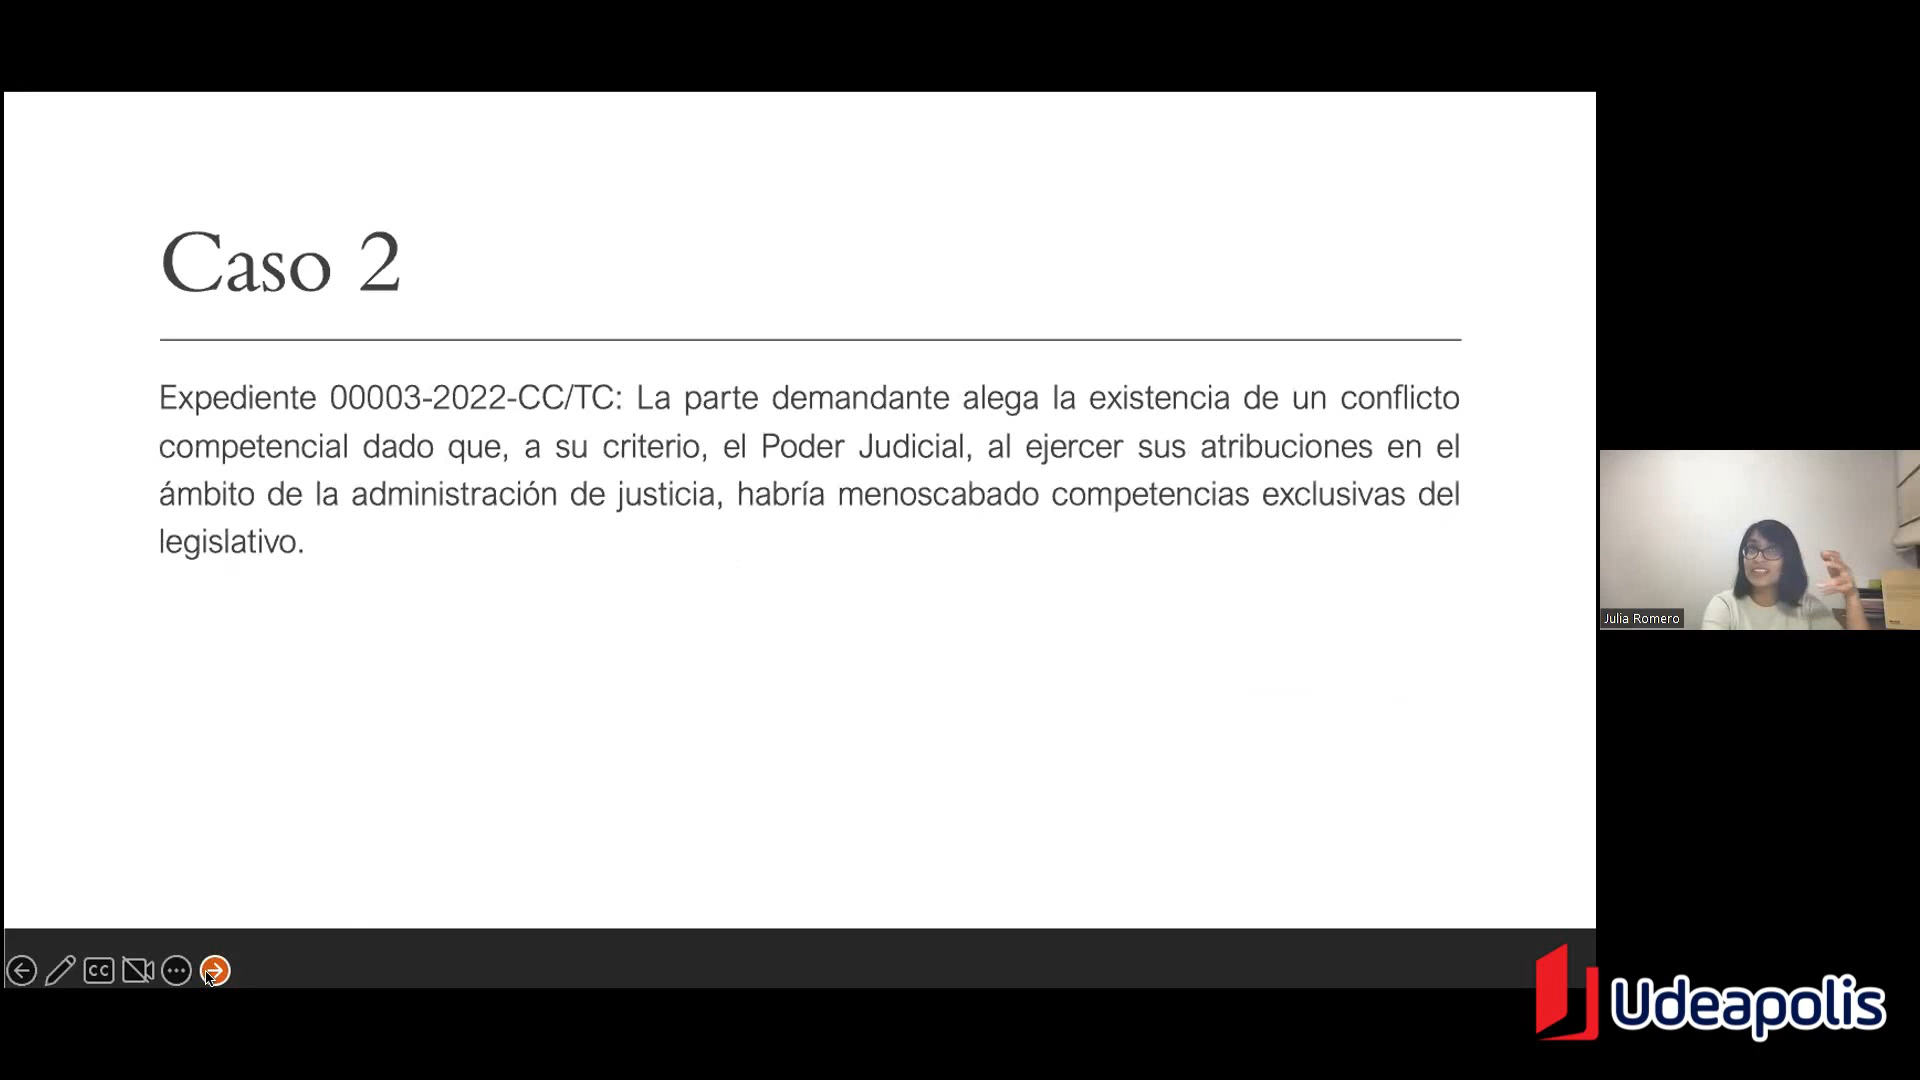 Caso 2
Expediente 00003-2022-CC/TC: La parte demandante alega la existencia de un conflicto
competencial dado que, a su criterio, el Poder Judicial, al ejercer sus atribuciones en el
ámbito de la administración de justicia, habría menoscabado competencias exclusivas del
legislativo.
Julia Romero
CC
Udeapolis